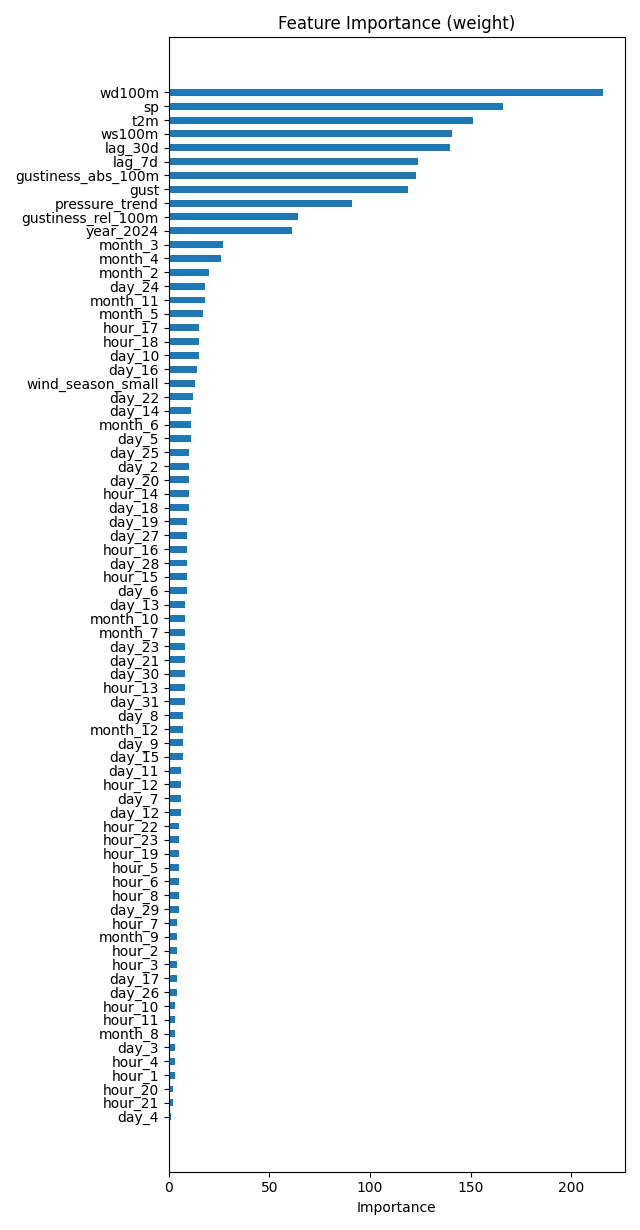 Feature Importance (weight)
wd100m
sp
t2m
ws100m
lag_30d
lag_7d
gustiness_abs_100m
gust
pressure_trend
gustiness_rel_100m
year_2024
month_3
month_4
month_2
day_24
month_11
month_5
hour_17
hour_18
day_10
day_16
wind_season_small
day_22
day_14
month_6
day_5
day_25
day_2
day_20
hour_14
day_18
day_19
day_27
hour_16
day_28
hour_15
day_6
day_13
month_10
month_7
day_23
day_21
day_30
hour_13
day_31
day_8
month_12
day_9
day_15
day_11
hour_12
day_7
day_12
hour_22
hour_23
hour_19
hour_5
hour_6
hour_8
day_29
hour_7
month_9
hour_2
hour_3
day_17
day_26
hour_10
hour_11
month_8
day_3
hour_4
hour_1
hour_20
hour_21
day_4
0 50 100 150 200
Importance